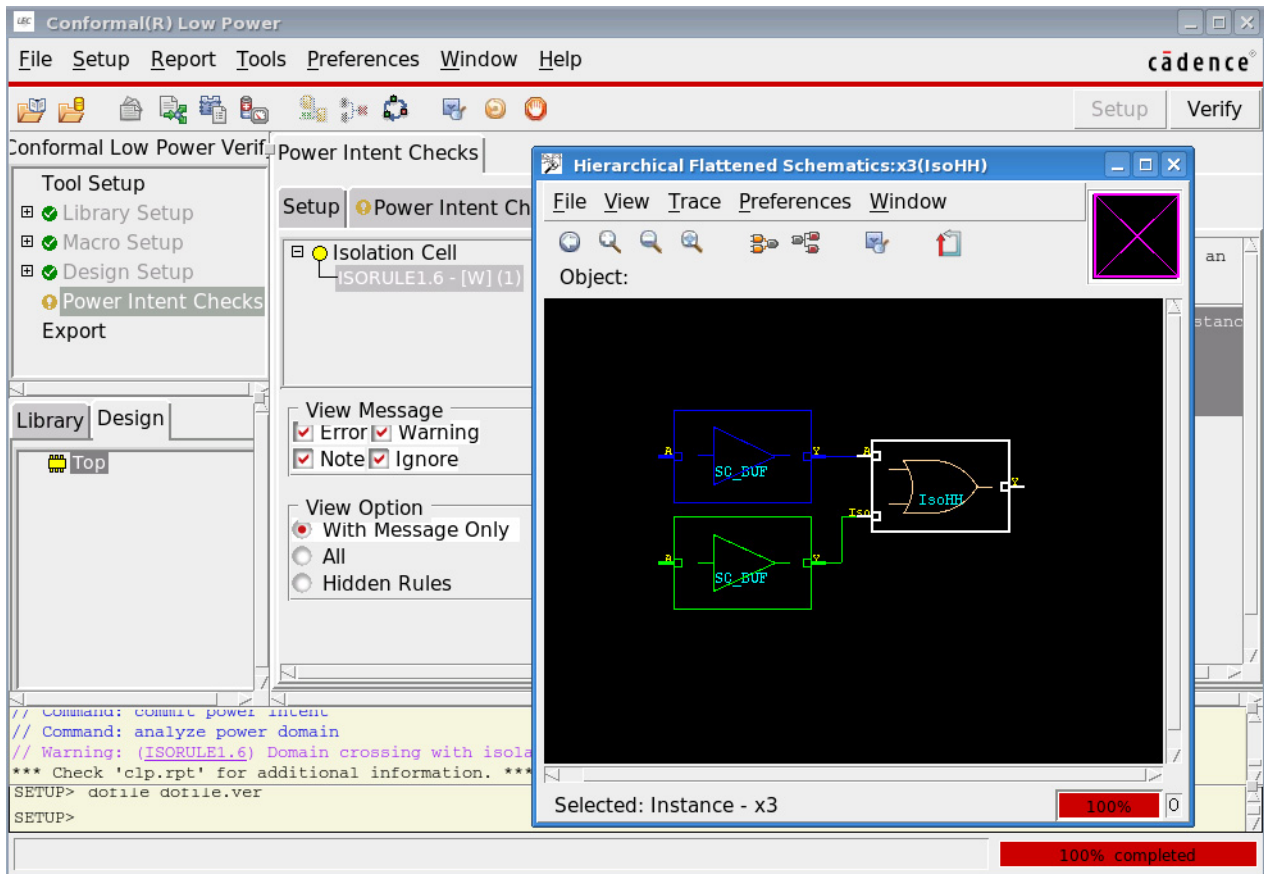 LEC Conformal(R) Low Power
File Setup Report Tools Preferences Window Help
cādence®
Setup Verify
Conformal Low Power Verif
Tool Setup
Library Setup
Macro Setup
Design Setup
Power Intent Checks
Export
Library Design
Top
Power Intent Checks
Setup Power Intent Ch
Isolation Cell
ISORULE1.6 - [W] (1)
View Message
Error Warning
Note Ignore
View Option
With Message Only
All
Hidden Rules
an
stanc
Hierarchical Flattened Schematics:x3(IsoHH)
File View Trace Preferences Window
Object:
A SC_BUF Y
A SC_BUF Y
A Iso IsoHH Y
Selected: Instance - x3
100% 0
// Command: commit power intent
// Command: analyze power domain
// Warning: (ISORULE1.6) Domain crossing with isola
*** Check 'clp.rpt' for additional information. ***
SETUP> dofile dofile.ver
SETUP>
100% completed